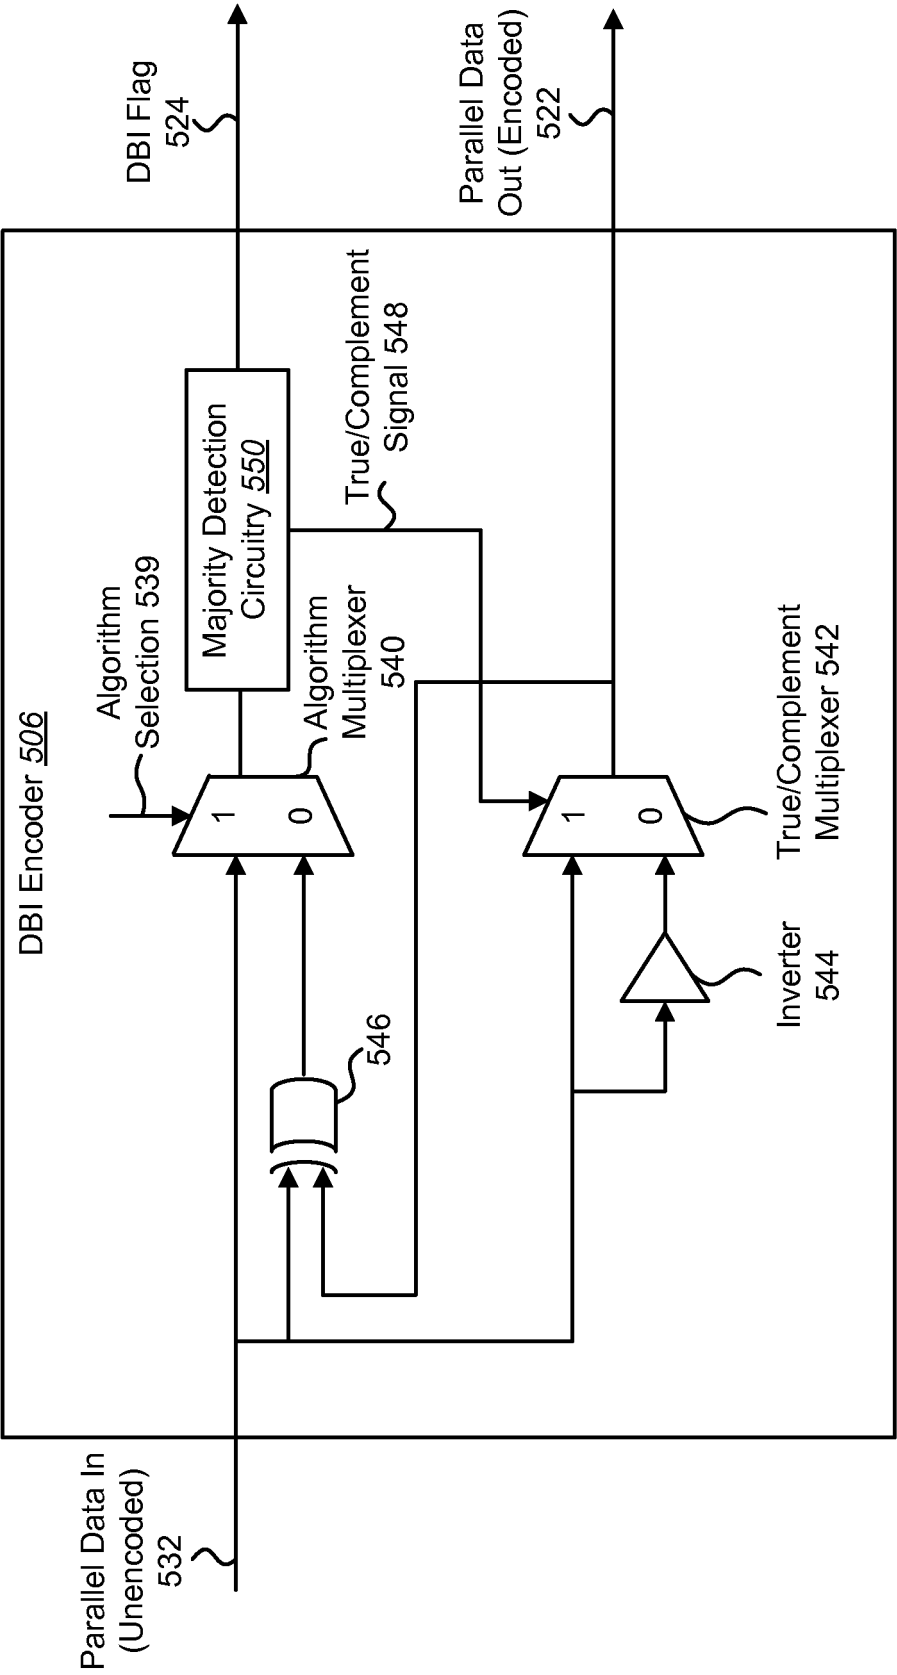 DBI Encoder 506
Parallel Data In
(Unencoded)
532
Algorithm
Selection 539
1
0
Algorithm
Multiplexer
540
546
Majority Detection
Circuitry 550
DBI Flag
524
True/Complement
Signal 548
Parallel Data
Out (Encoded)
522
1
0
Inverter
544
True/Complement
Multiplexer 542